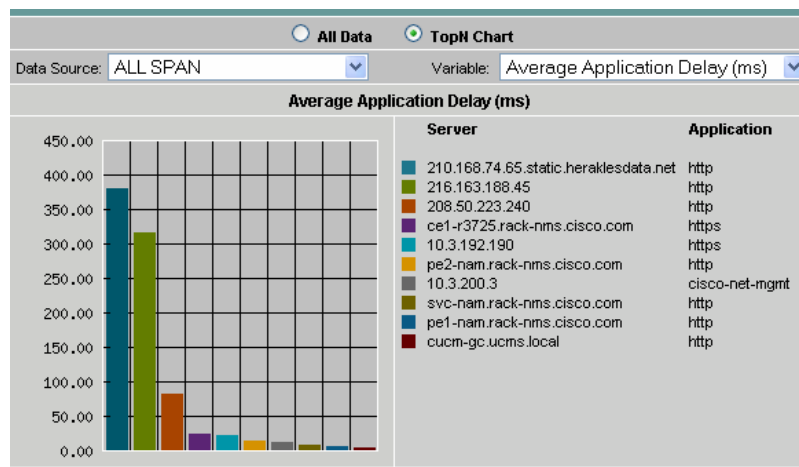 All Data TopN Chart
Data Source: ALL SPAN Variable: Average Application Delay (ms)
Average Application Delay (ms)
450.00
400.00
350.00
300.00
250.00
200.00
150.00
100.00
50.00
0.00
Server Application
210.168.74.65.static.heraklesdata.net http
216.163.188.45 http
208.50.223.240 http
ce1-r3725.rack-nms.cisco.com https
10.3.192.190 https
pe2-nam.rack-nms.cisco.com http
10.3.200.3 cisco-net-mgmt
svc-nam.rack-nms.cisco.com http
pe1-nam.rack-nms.cisco.com http
cucm-gc.ucms.local http